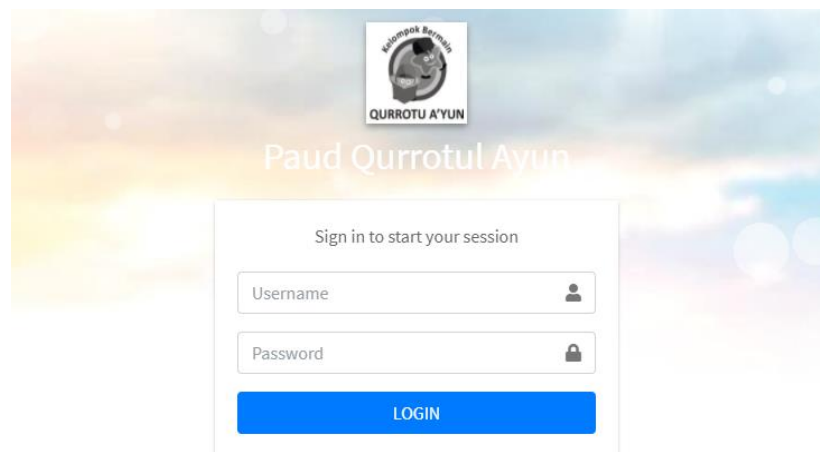 Kelompok Bermain
QURROTU A'YUN
Paud Qurrotul Ayun
Sign in to start your session
Username
Password
LOGIN